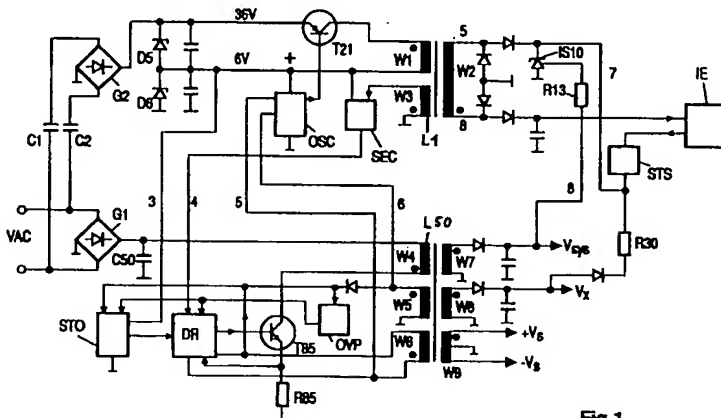 36V
T21
5
IS10
7
D5
W1
W2
R13
IE
6V
+
G2
D6
W3
OSC
SEC
L1
8
STS
C1
C2
3
4
5
6
8
L50
G1
R30
VAC
C50
W4
W7
Vsys
W5
W6
Vx
STO
DR
T85
OVP
W8
+Vs
W9
-Vs
R85
Fig.1